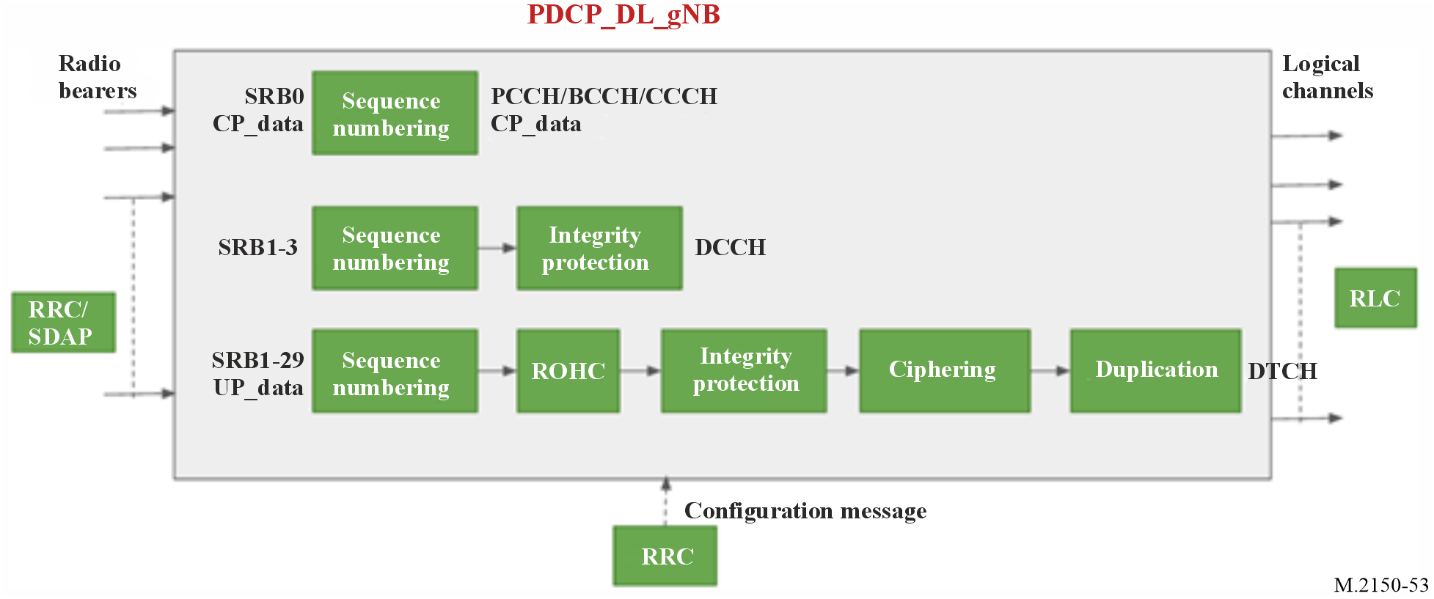 PDCP_DL_gNB
Radio
bearers
Logical
channels
SRB0
CP_data
Sequence
numbering
PCCH/BCCH/CCCH
CP_data
SRB1-3
Sequence
numbering
Integrity
protection
DCCH
RRC/
SDAP
RLC
SRB1-29
UP_data
Sequence
numbering
ROHC
Integrity
protection
Ciphering
Duplication
DTCH
Configuration message
RRC
M.2150-53